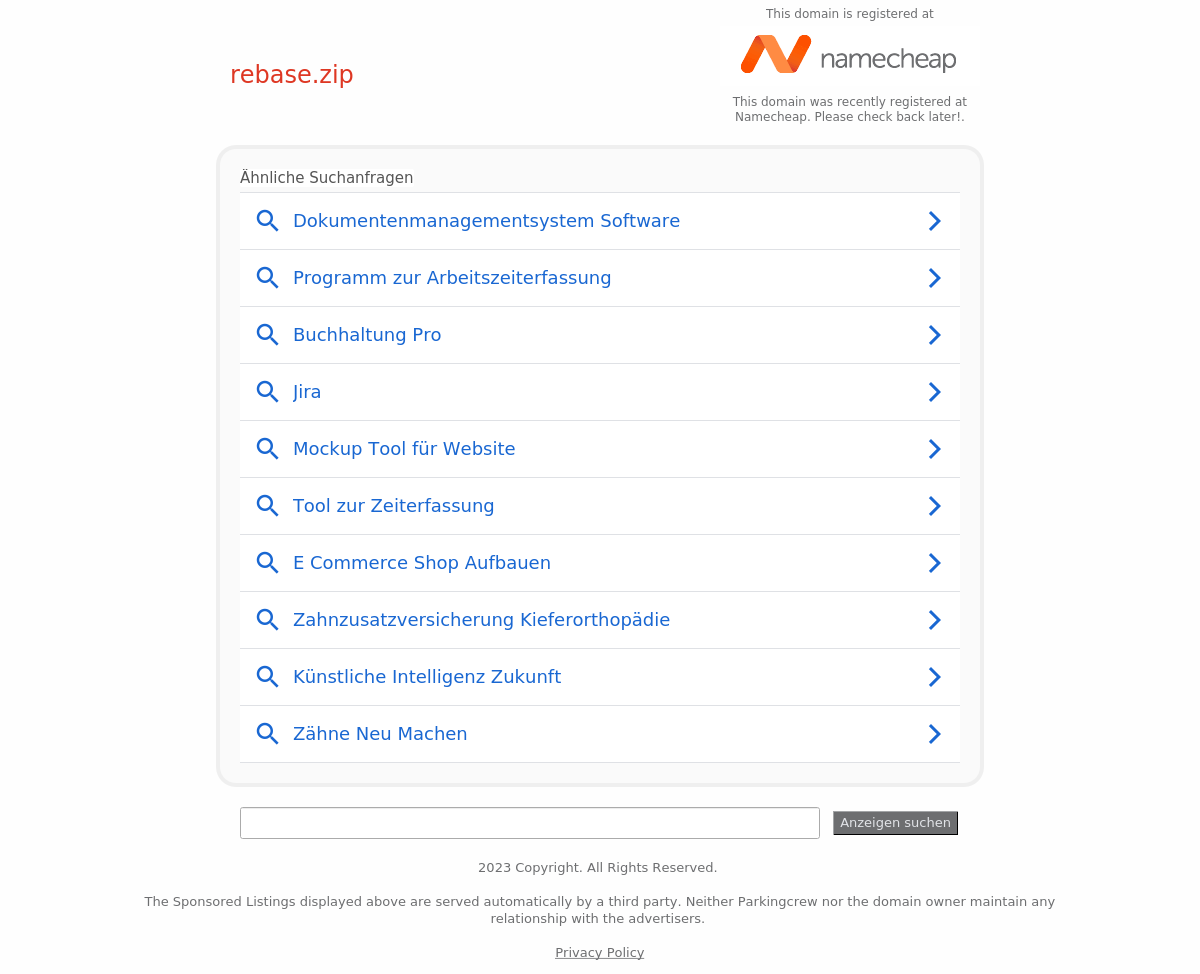 This domain is registered at
namecheap
rebase.zip
This domain was recently registered at
Namecheap. Please check back later!.
Ähnliche Suchanfragen
Dokumentenmanagementsystem Software
Programm zur Arbeitszeiterfassung
Buchhaltung Pro
Jira
Mockup Tool für Website
Tool zur Zeiterfassung
E Commerce Shop Aufbauen
Zahnzusatzversicherung Kieferorthopädie
Künstliche Intelligenz Zukunft
Zähne Neu Machen
Anzeigen suchen
2023 Copyright. All Rights Reserved.
The Sponsored Listings displayed above are served automatically by a third party. Neither Parkingcrew nor the domain owner maintain any
relationship with the advertisers.
Privacy Policy